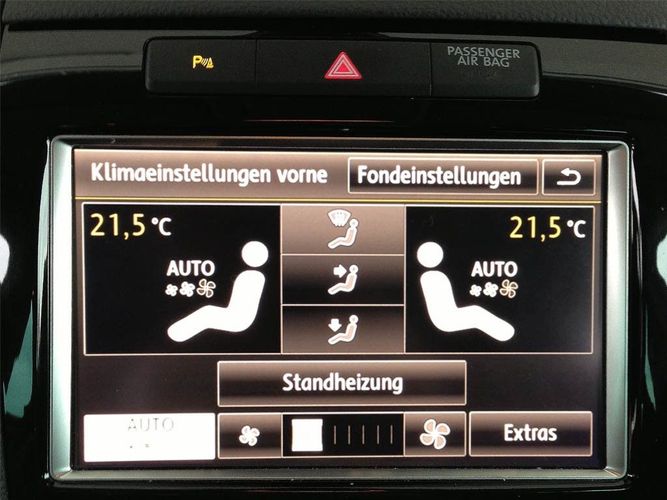 P
PASSENGER
AIR BAG
Klimaeinstellungen vorne
Fondeinstellungen
21,5 °C
21,5 °C
AUTO
AUTO
Standheizung
AUTO
Extras